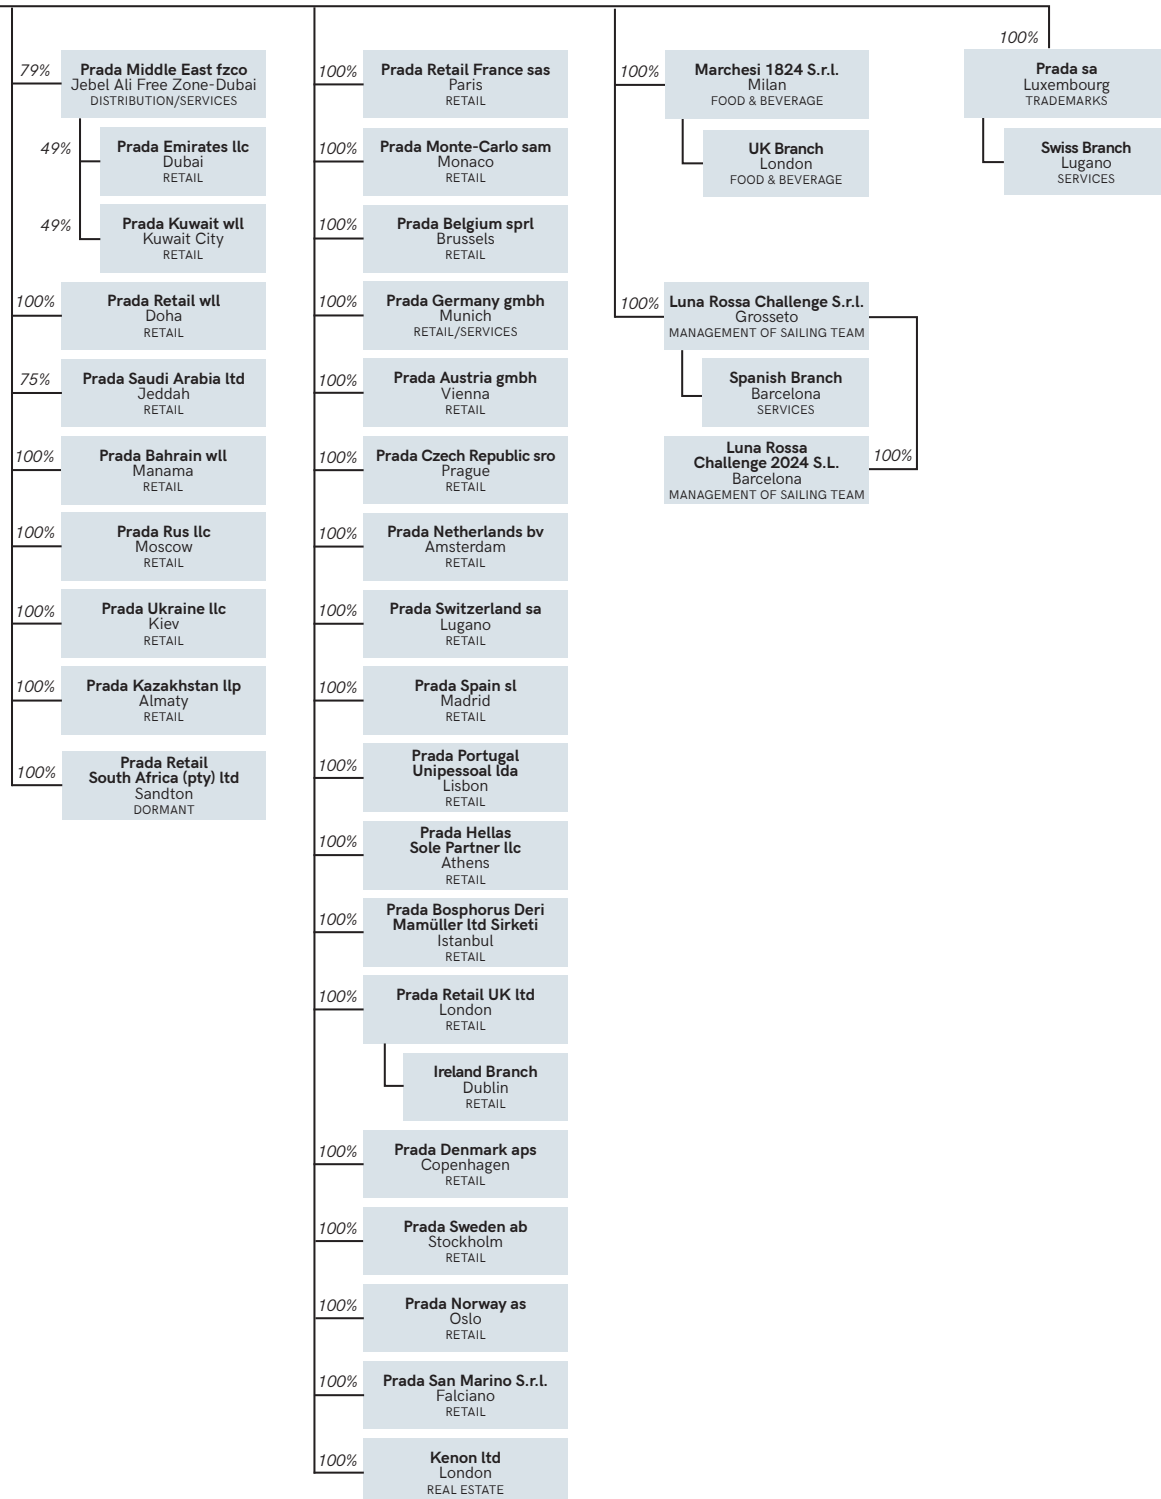 79%
Prada Middle East fzco
Jebel Ali Free Zone-Dubai
DISTRIBUTION/SERVICES
49%
Prada Emirates llc
Dubai
RETAIL
49%
Prada Kuwait wll
Kuwait City
RETAIL
100%
Prada Retail wll
Doha
RETAIL
75%
Prada Saudi Arabia ltd
Jeddah
RETAIL
100%
Prada Bahrain wll
Manama
RETAIL
100%
Prada Rus llc
Moscow
RETAIL
100%
Prada Ukraine llc
Kiev
RETAIL
100%
Prada Kazakhstan llp
Almaty
RETAIL
100%
Prada Retail
South Africa (pty) ltd
Sandton
DORMANT
100%
Prada Retail France sas
Paris
RETAIL
100%
Prada Monte-Carlo sam
Monaco
RETAIL
100%
Prada Belgium sprl
Brussels
RETAIL
100%
Prada Germany gmbh
Munich
RETAIL/SERVICES
100%
Prada Austria gmbh
Vienna
RETAIL
100%
Prada Czech Republic sro
Prague
RETAIL
100%
Prada Netherlands bv
Amsterdam
RETAIL
100%
Prada Switzerland sa
Lugano
RETAIL
100%
Prada Spain sl
Madrid
RETAIL
100%
Prada Portugal
Unipessoal lda
Lisbon
RETAIL
100%
Prada Hellas
Sole Partner llc
Athens
RETAIL
100%
Prada Bosphorus Deri
Mamüller ltd Sirketi
Istanbul
RETAIL
100%
Prada Retail UK ltd
London
RETAIL
Ireland Branch
Dublin
RETAIL
100%
Prada Denmark aps
Copenhagen
RETAIL
100%
Prada Sweden ab
Stockholm
RETAIL
100%
Prada Norway as
Oslo
RETAIL
100%
Prada San Marino S.r.l.
Falciano
RETAIL
100%
Kenon ltd
London
REAL ESTATE
100%
Marchesi 1824 S.r.l.
Milan
FOOD & BEVERAGE
UK Branch
London
FOOD & BEVERAGE
100%
Luna Rossa Challenge S.r.l.
Grosseto
MANAGEMENT OF SAILING TEAM
Spanish Branch
Barcelona
SERVICES
Luna Rossa
Challenge 2024 S.L.
Barcelona
MANAGEMENT OF SAILING TEAM
100%
100%
Prada sa
Luxembourg
TRADEMARKS
Swiss Branch
Lugano
SERVICES